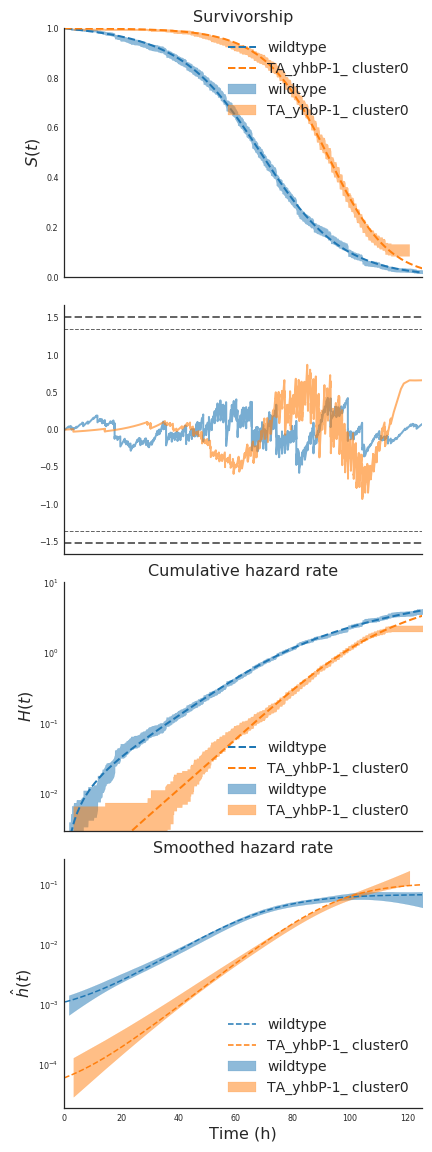 Survivorship
1.0
0.8
0.6
0.4
0.2
0.0
S(t)
wildtype
TA_yhbP-1_ cluster0
wildtype
TA_yhbP-1_ cluster0
1.5
1.0
0.5
0.0
−0.5
−1.0
−1.5
Cumulative hazard rate
10¹
10⁰
10⁻¹
10⁻²
H(t)
wildtype
TA_yhbP-1_ cluster0
wildtype
TA_yhbP-1_ cluster0
Smoothed hazard rate
10⁻¹
10⁻²
10⁻³
10⁻⁴
ĥ(t)
wildtype
TA_yhbP-1_ cluster0
wildtype
TA_yhbP-1_ cluster0
0 20 40 60 80 100 120
Time (h)